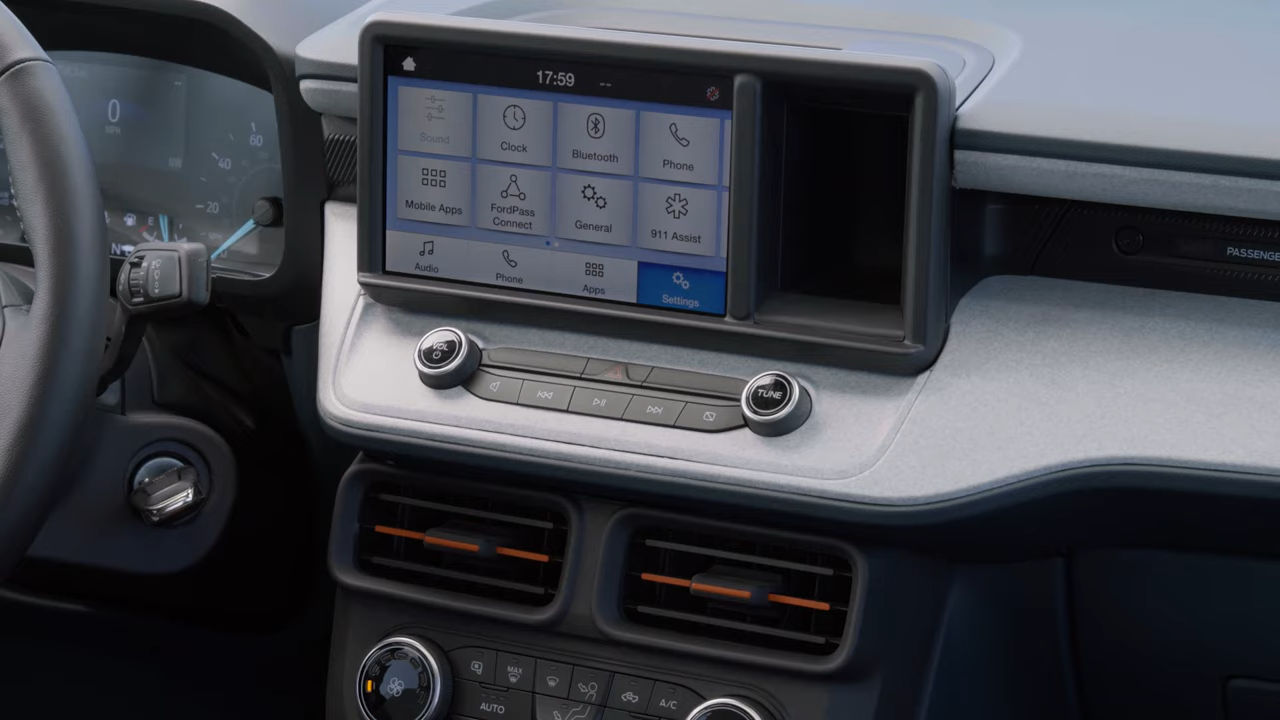 17:59 --
Sound
Clock
Bluetooth
Phone
Mobile Apps
FordPass
Connect
General
911 Assist
Audio
Phone
Apps
Settings
0
MPH
NW
60
40
20
E
N
VOL
TUNE
PASSENGE
MAX
AUTO
A/C